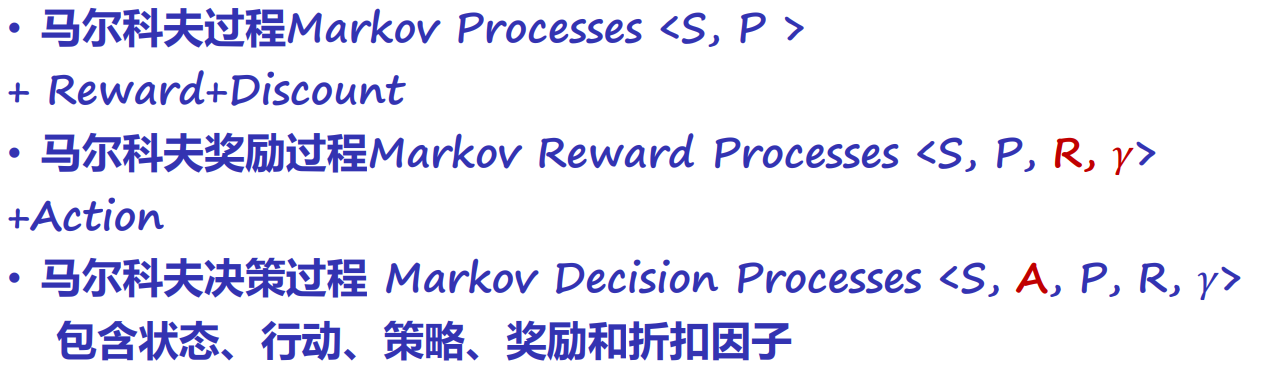 • 马尔科夫过程Markov Processes <S, P >
+ Reward+Discount
• 马尔科夫奖励过程Markov Reward Processes <S, P, R, γ>
+Action
• 马尔科夫决策过程 Markov Decision Processes <S, A, P, R, γ>
包含状态、行动、策略、奖励和折扣因子